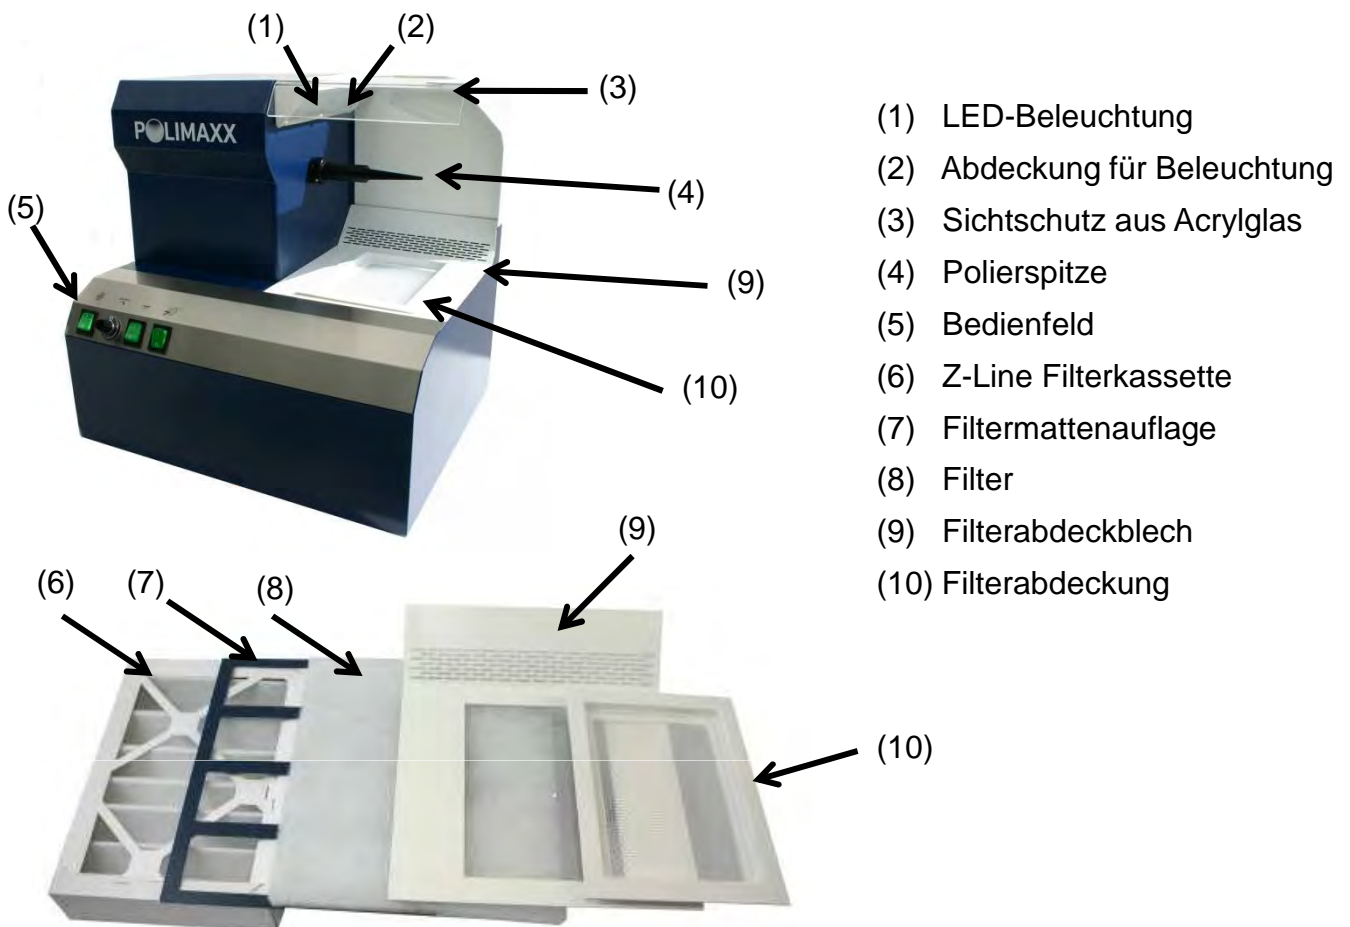 (1)
(2)
(3)
POLIMAXX
(4)
(5)
(9)
(10)
(1) LED-Beleuchtung
(2) Abdeckung für Beleuchtung
(3) Sichtschutz aus Acrylglas
(4) Polierspitze
(5) Bedienfeld
(6) Z-Line Filterkassette
(7) Filtermattenauflage
(8) Filter
(9) Filterabdeckblech
(10) Filterabdeckung
(9)
(6)
(7)
(8)
(10)